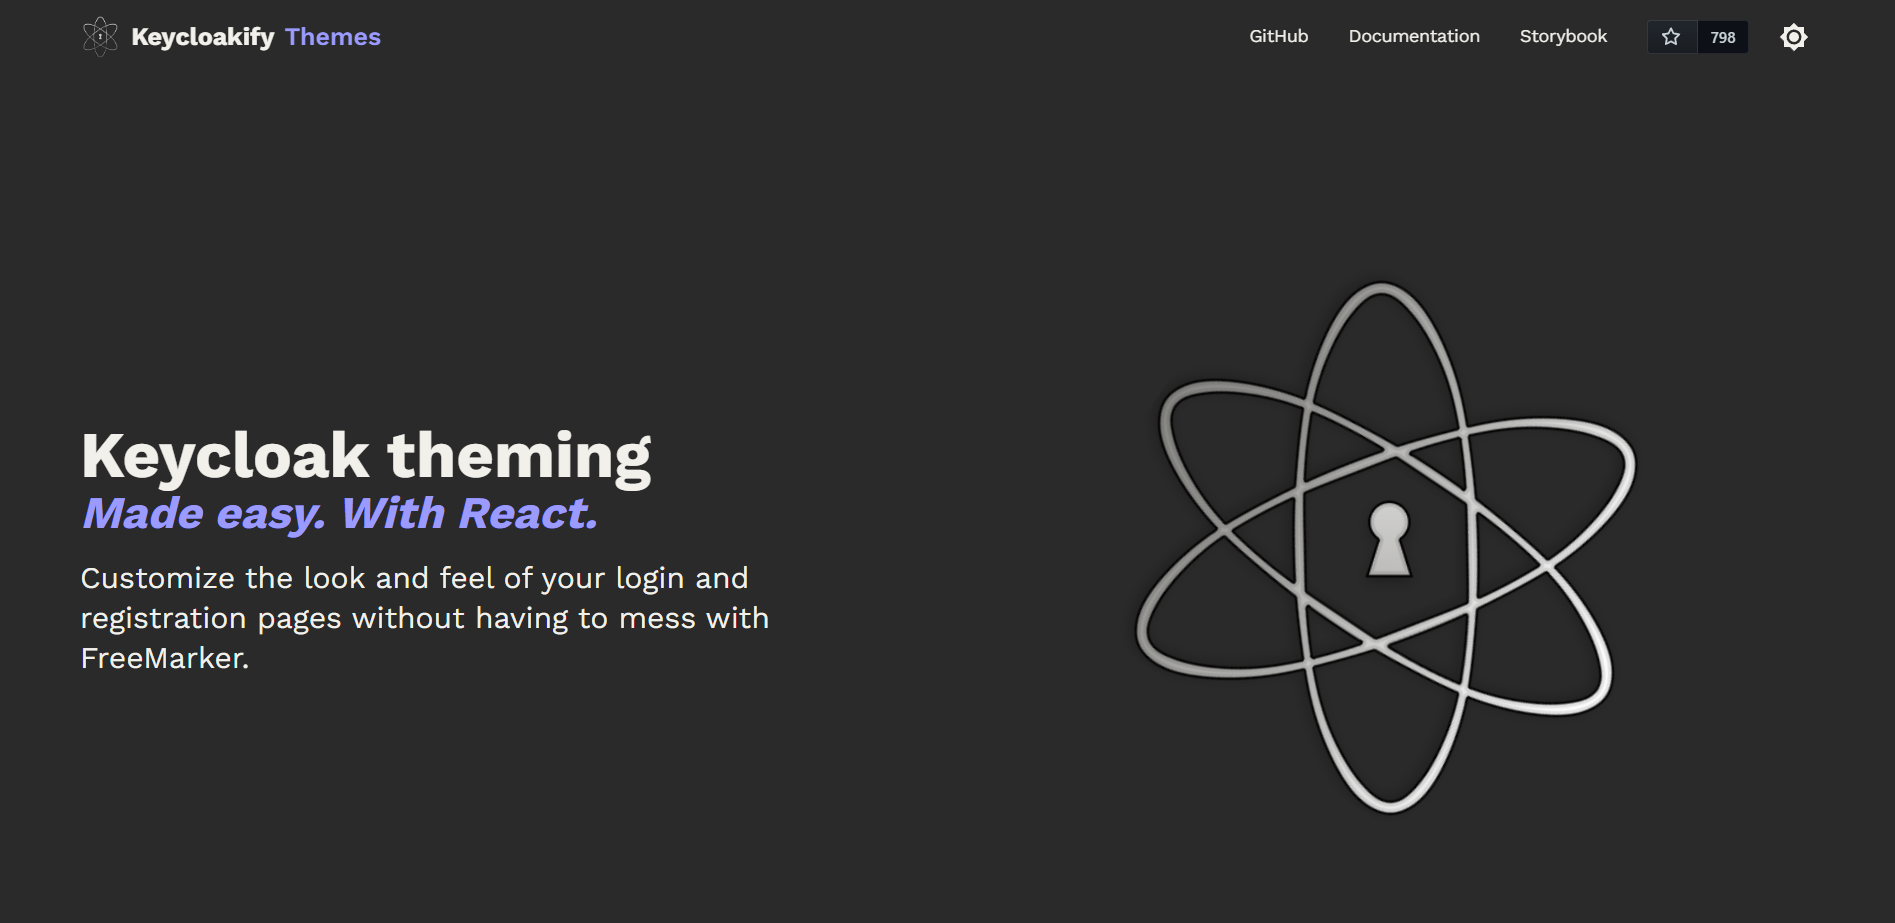 Keycloakify Themes
GitHub
Documentation
Storybook
798
Keycloak theming
Made easy. With React.
Customize the look and feel of your login and
registration pages without having to mess with
FreeMarker.